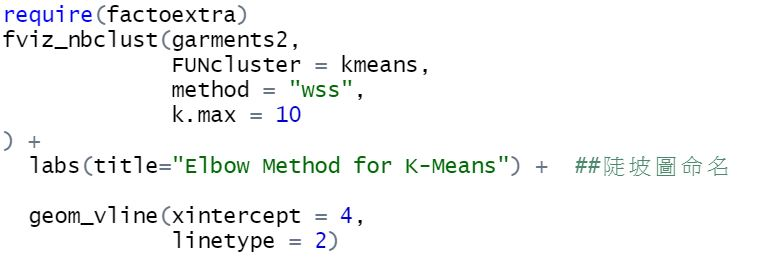 require(factoextra)
fviz_nbclust(garments2,
             FUNcluster = kmeans,
             method = "wss",
             k.max = 10
) +
  labs(title="Elbow Method for K-Means") +  ##陡坡圖命名
  geom_vline(xintercept = 4,
             linetype = 2)